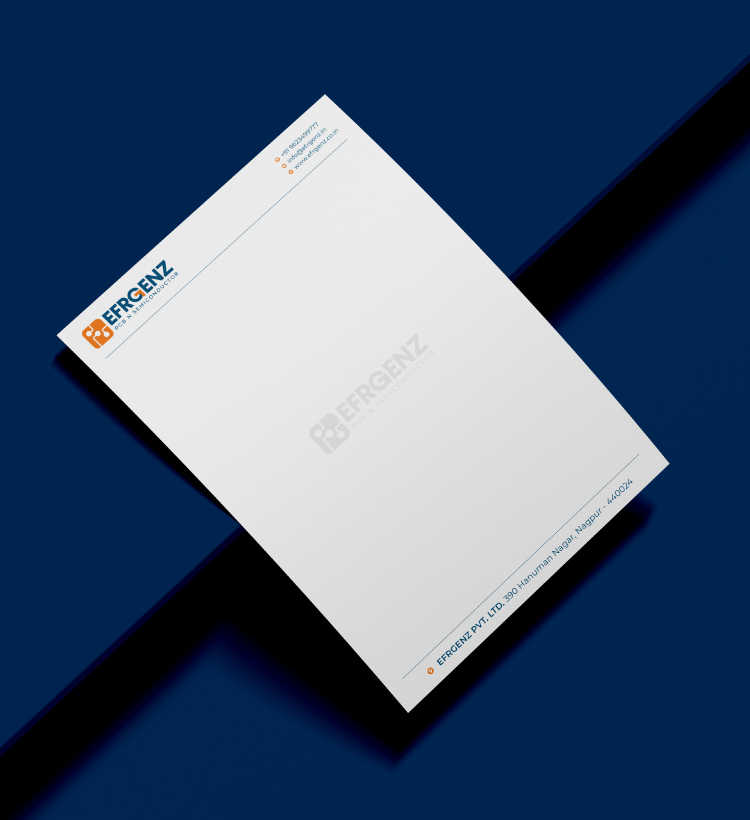 EFRGENZ
PCB N SEMICONDUCTOR
+91 9623499777
info@efrgenz.in
www.efrgenz.co.in
EFRGENZ
PCB N SEMICONDUCTOR
EFRGENZ PVT. LTD. 390 Hanuman Nagar, Nagpur - 440024